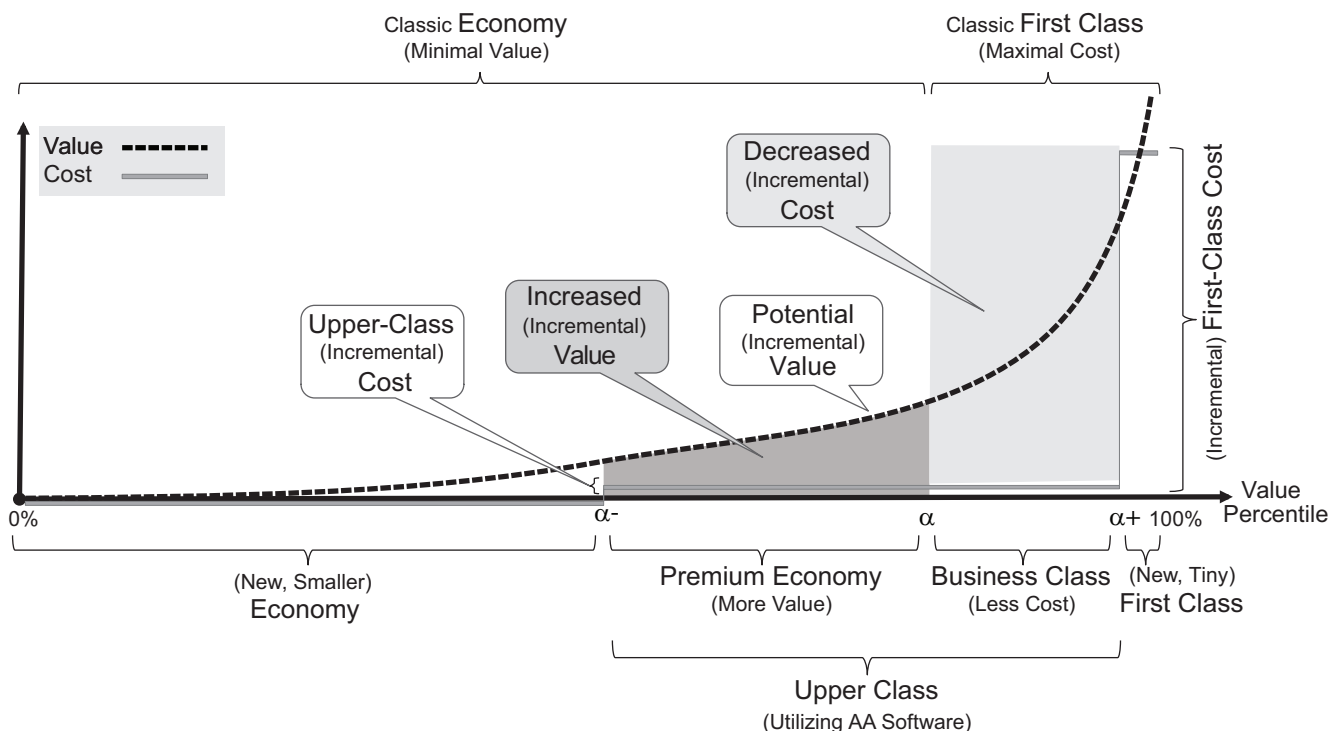 Classic Economy
(Minimal Value)
Classic First Class
(Maximal Cost)
Value
Cost
Decreased
(Incremental)
Cost
Increased
(Incremental)
Value
Upper-Class
(Incremental)
Cost
Potential
(Incremental)
Value
(Incremental) First-Class Cost
0%
α-
α
α+ 100%
Value
Percentile
(New, Smaller)
Economy
Premium Economy
(More Value)
Business Class
(Less Cost)
(New, Tiny)
First Class
Upper Class
(Utilizing AA Software)